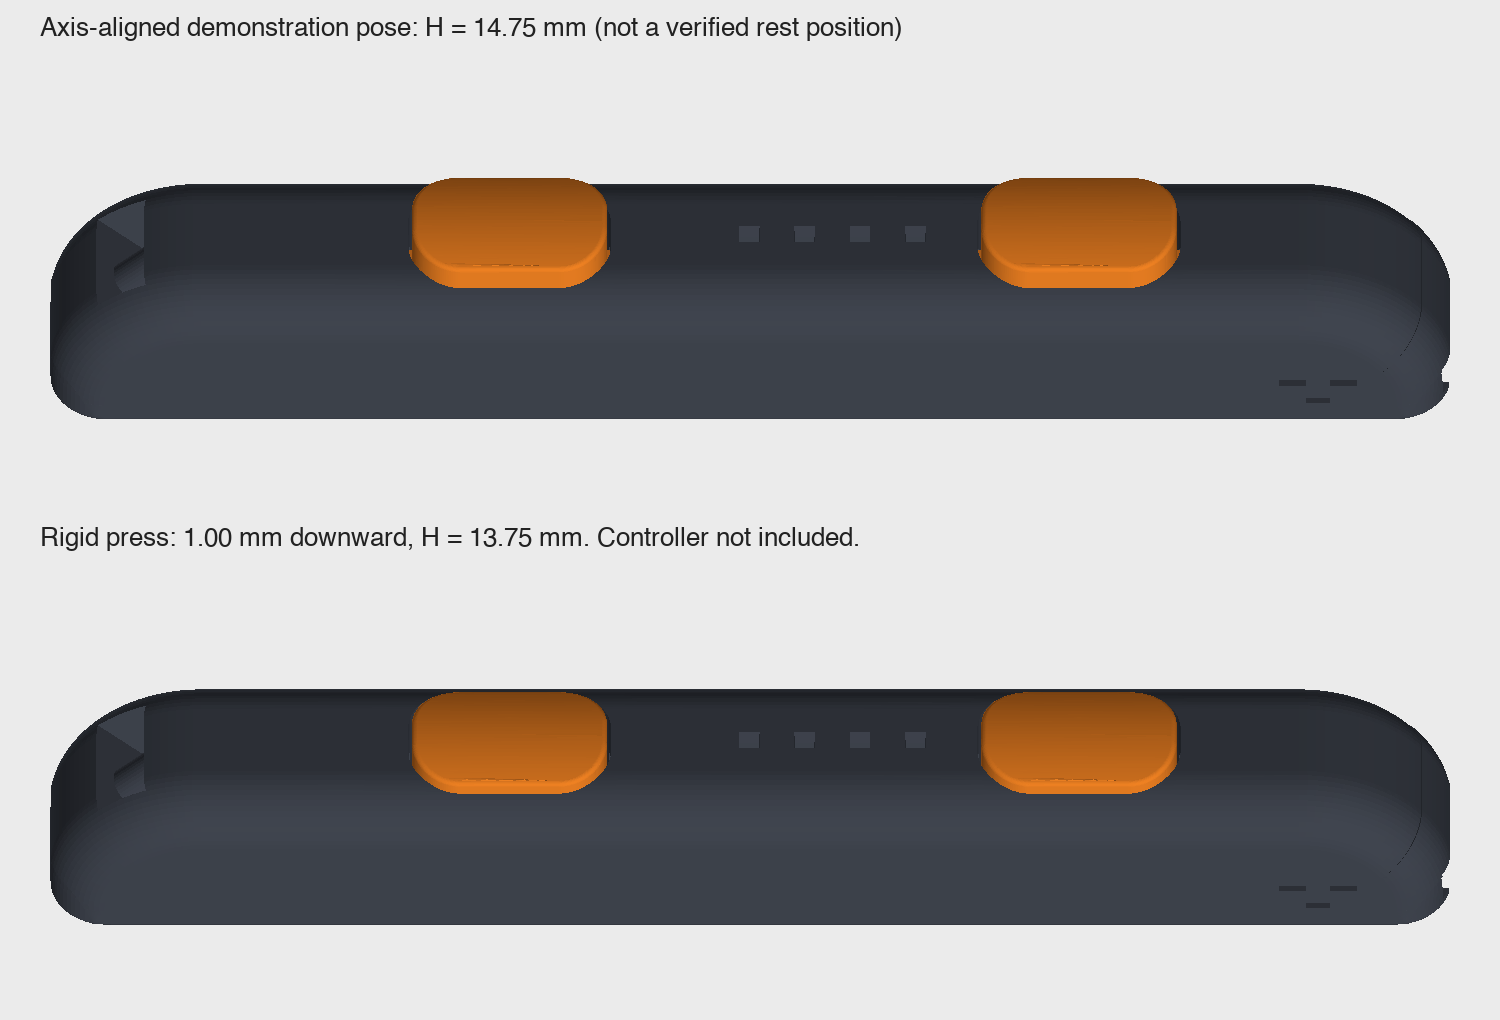 Axis-aligned demonstration pose: H = 14.75 mm (not a verified rest position)
Rigid press: 1.00 mm downward, H = 13.75 mm. Controller not included.